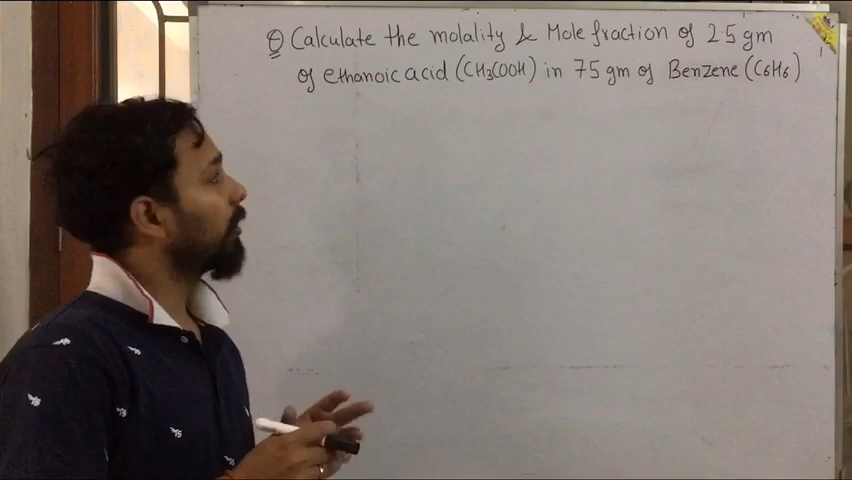 Q Calculate the molality & Mole fraction of 2.5 gm
of ethanoic acid (CH3COOH) in 75 gm of Benzene (C6H6)